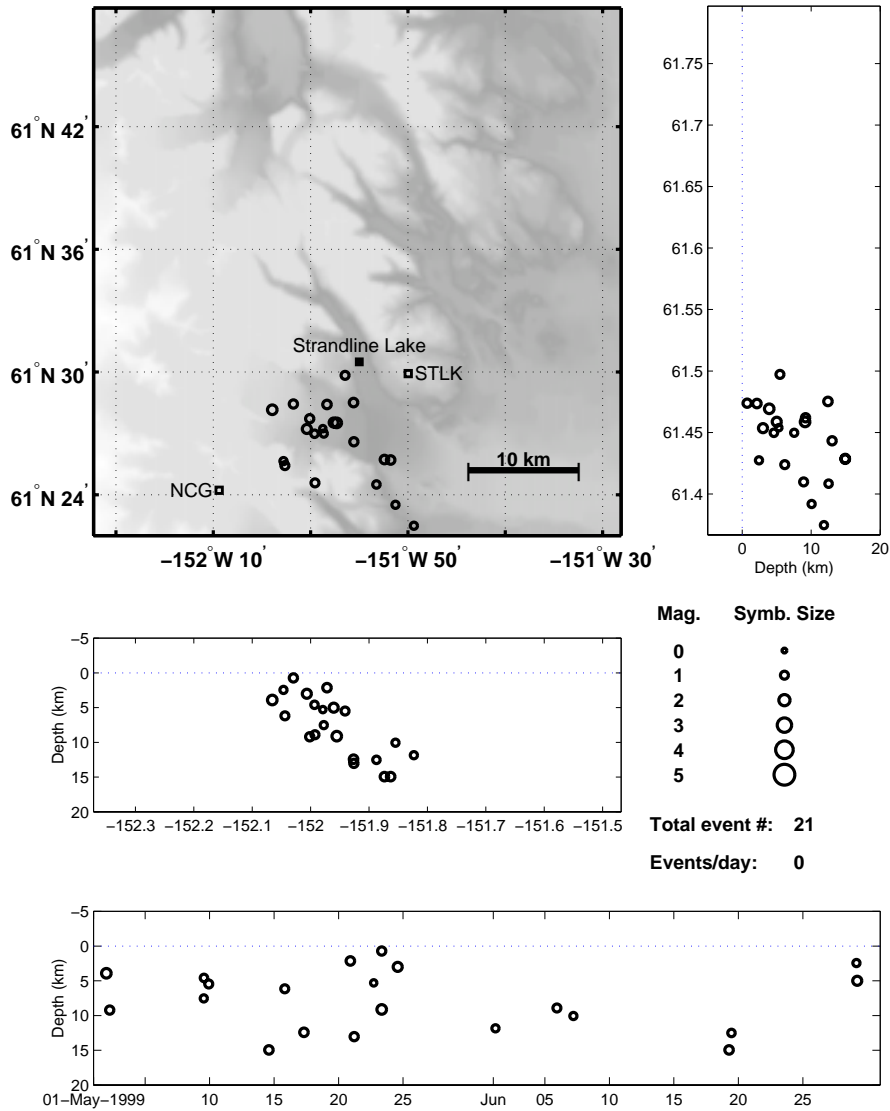 61°N 42'
61°N 36'
61°N 30'
61°N 24'
Strandline Lake
STLK
NCG
10 km
−152°W 10'
−151°W 50'
−151°W 30'
61.75
61.7
61.65
61.6
61.55
61.5
61.45
61.4
0 10 20
Depth (km)
−5
0
5
10
15
20
Depth (km)
−152.3 −152.2 −152.1 −152 −151.9 −151.8 −151.7 −151.6 −151.5
Mag. Symb. Size
0
1
2
3
4
5
Total event #: 21
Events/day: 0
−5
0
5
10
15
20
Depth (km)
01−May−1999 10 15 20 25 Jun 05 10 15 20 25